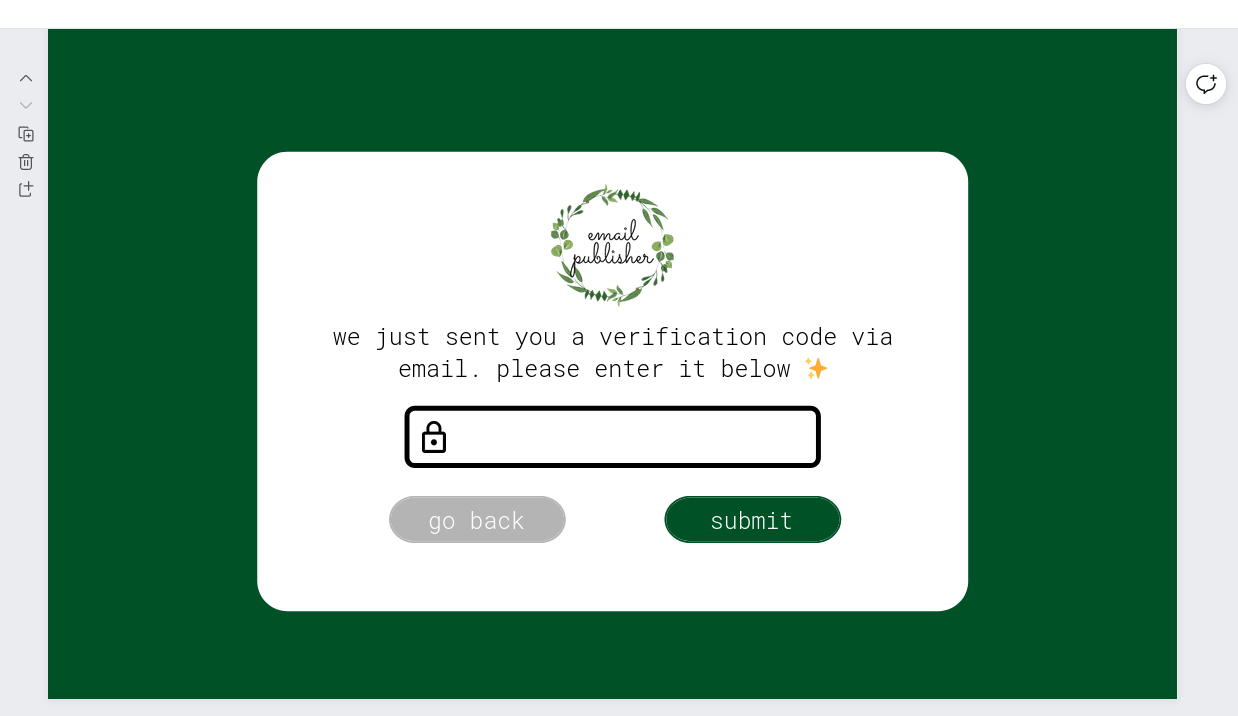 email
publisher
we just sent you a verification code via
email. please enter it below ✨
go back
submit